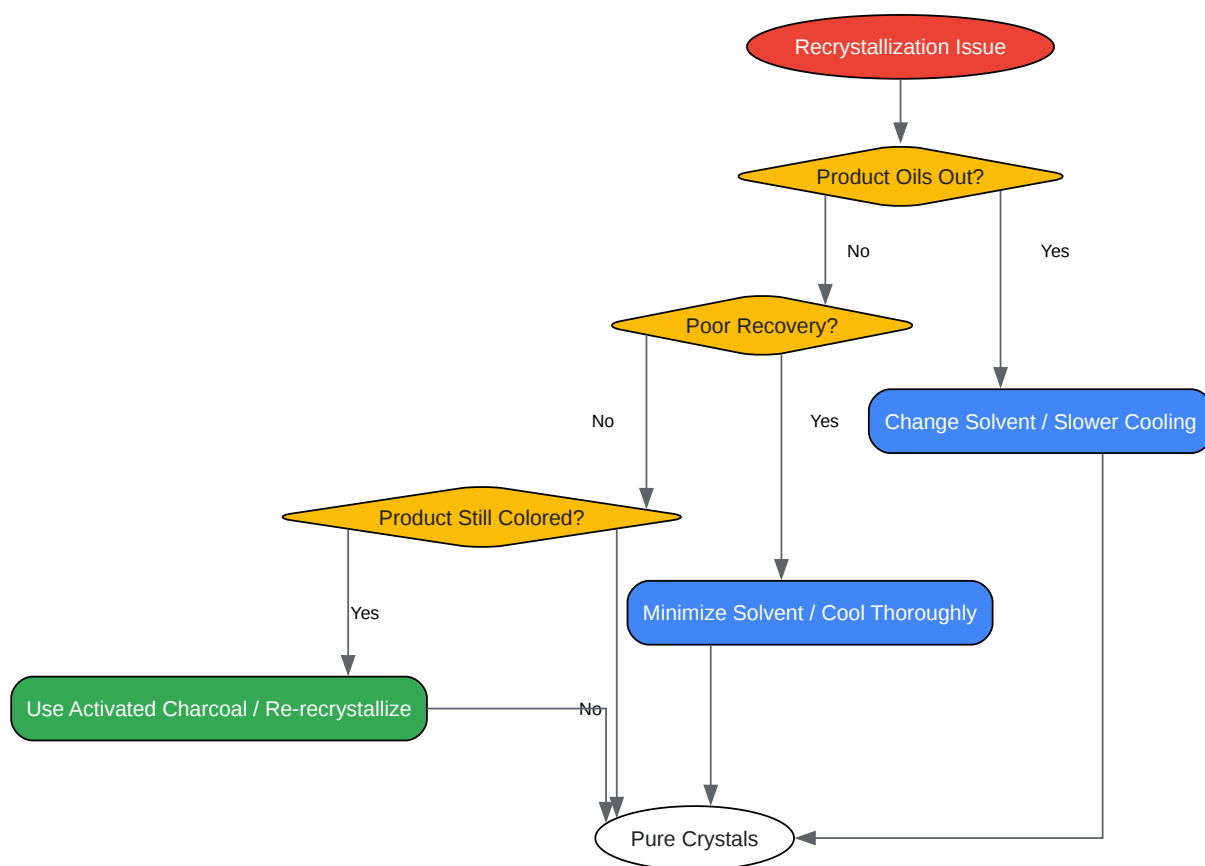 Recrystallization Issue
Product Oils Out?
No
Yes
Poor Recovery?
No
Yes
Change Solvent / Slower Cooling
Product Still Colored?
Yes
Minimize Solvent / Cool Thoroughly
Use Activated Charcoal / Re-recrystallize
No
Pure Crystals